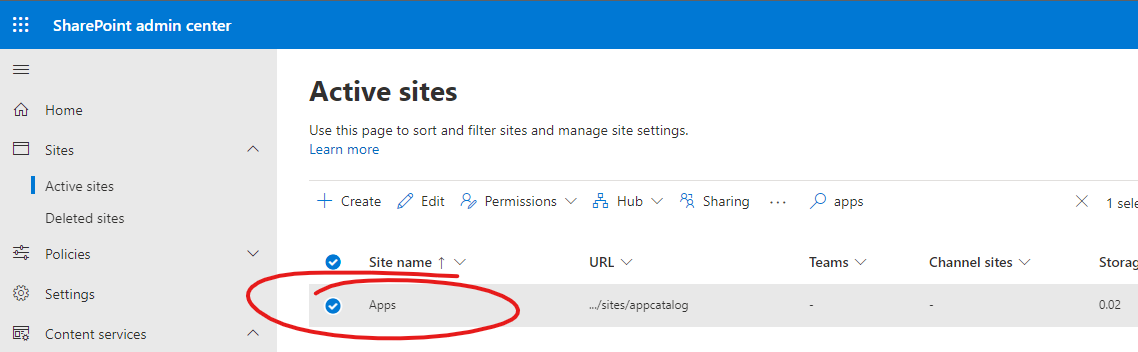 SharePoint admin center
Home
Sites
Active sites
Deleted sites
Policies
Settings
Content services
Active sites
Use this page to sort and filter sites and manage site settings.
Learn more
Create Edit Permissions Hub Sharing ... apps 1 sele
Site name ↑ URL Teams Channel sites Storag
Apps .../sites/appcatalog - - 0.02